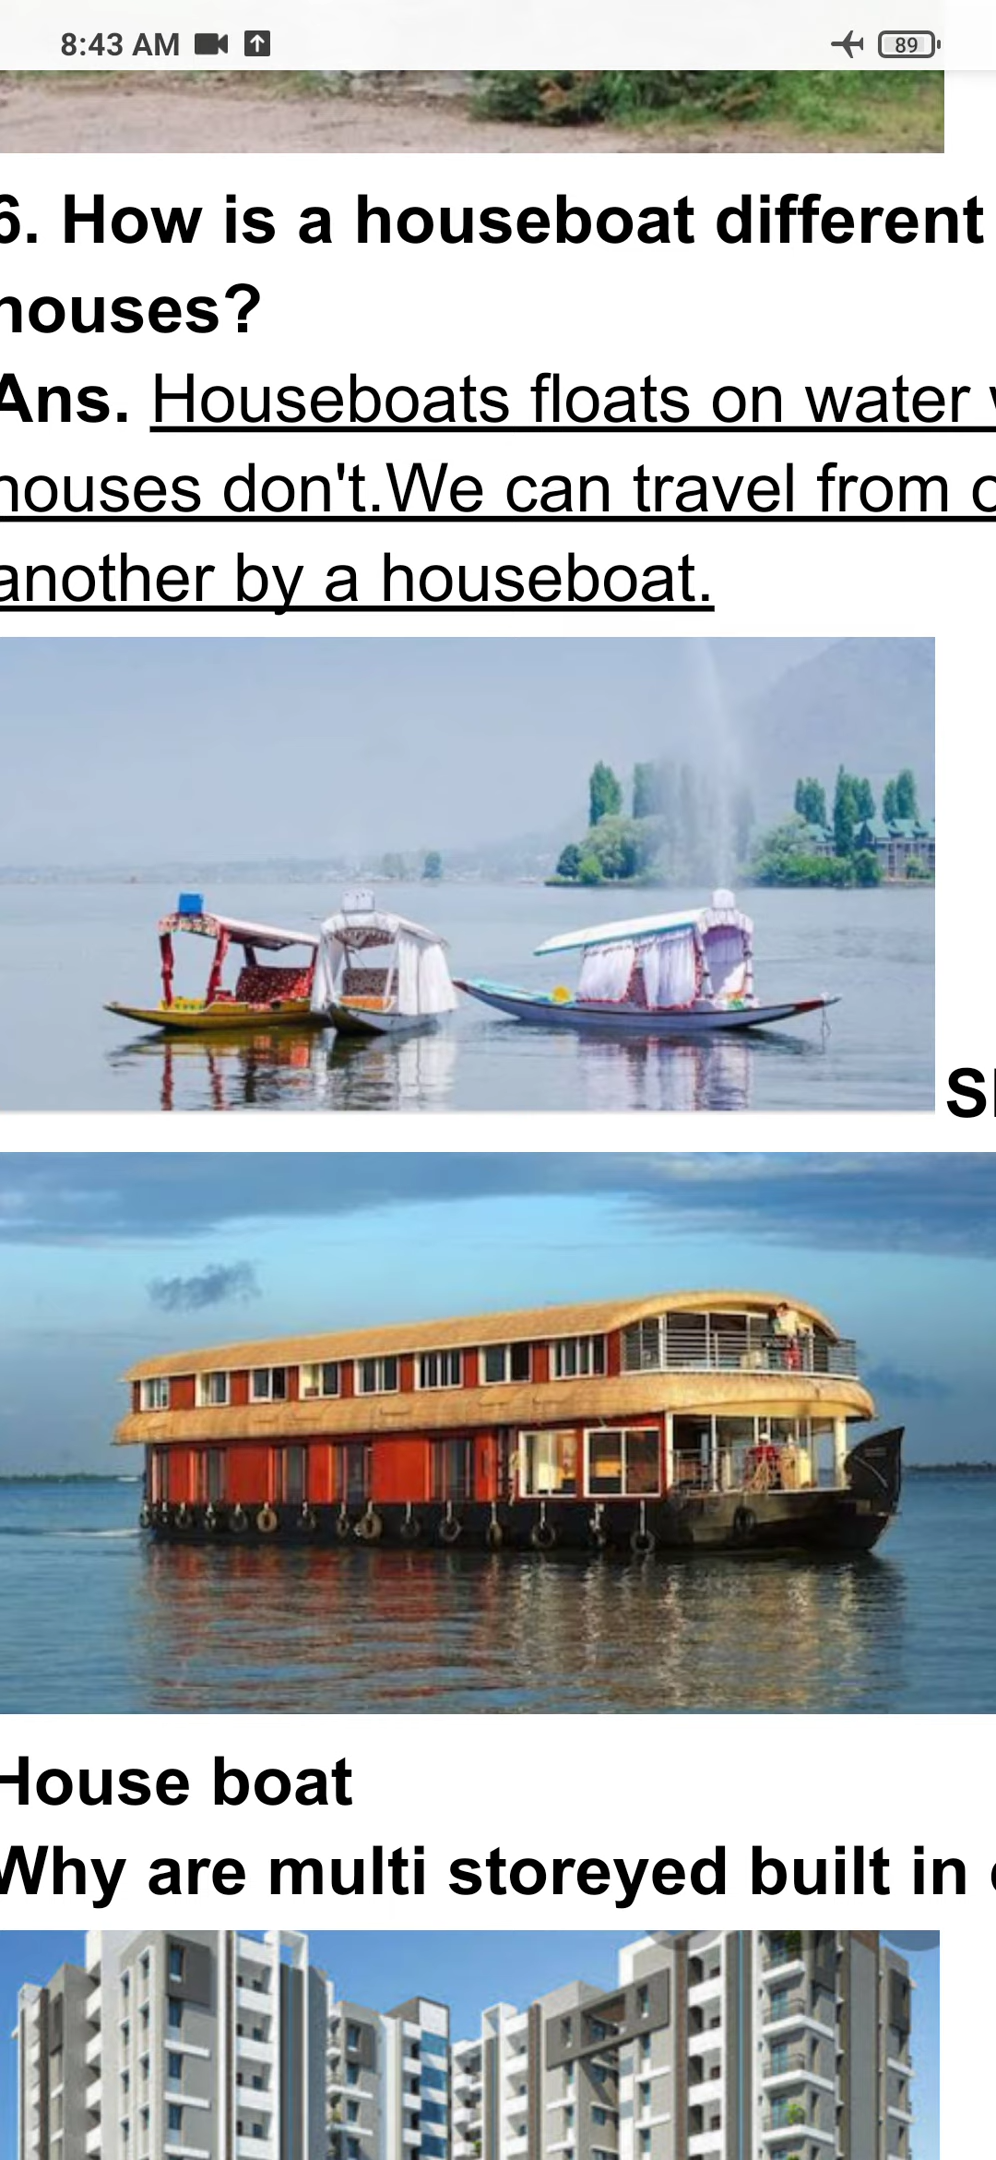 8:43 AM
89
6. How is a houseboat different
houses?
Ans. Houseboats floats on water
houses don't.We can travel from
another by a houseboat.
House boat
Why are multi storeyed built in